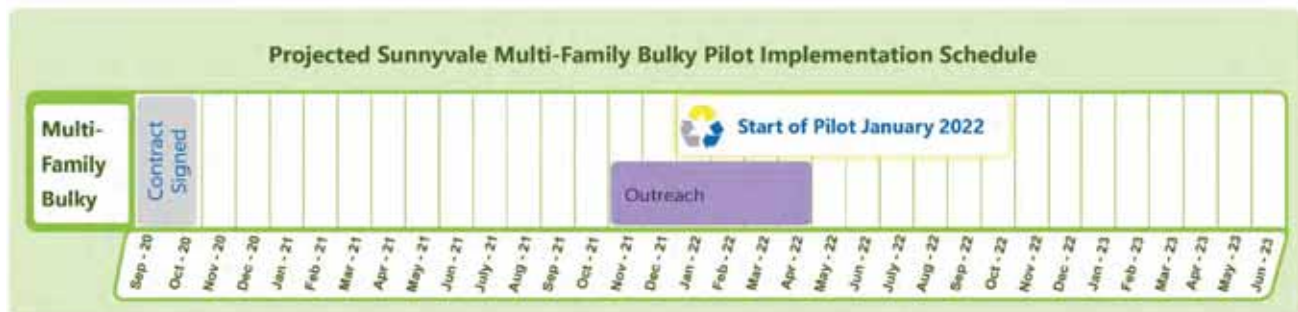 Projected Sunnyvale Multi-Family Bulky Pilot Implementation Schedule
Multi-
Family
Bulky
Contract
Signed
Start of Pilot January 2022
Outreach
Sep - 20
Oct - 20
Nov - 20
Dec - 20
Jan - 21
Feb - 21
Mar - 21
Apr - 21
May - 21
Jun - 21
July - 21
Aug - 21
Sep - 21
Oct - 21
Nov - 21
Dec - 21
Jan - 22
Feb - 22
Mar - 22
Apr - 22
May - 22
Jun - 22
July - 22
Aug - 22
Sep - 22
Oct - 22
Nov - 22
Dec - 22
Jan - 23
Feb - 23
Mar - 23
Apr - 23
May - 23
Jun - 23